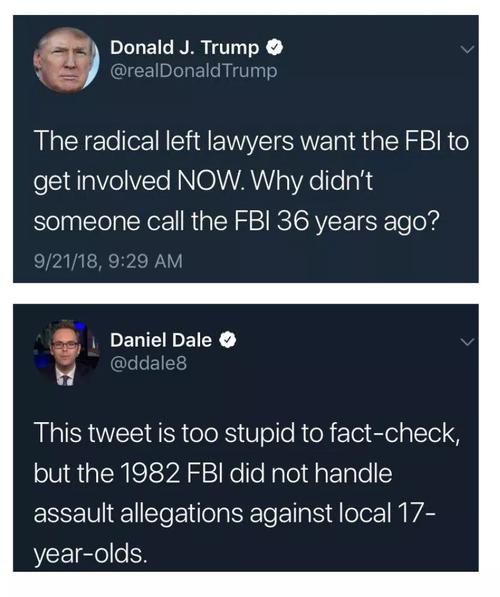 Donald J. Trump
@realDonaldTrump
The radical left lawyers want the FBI to
get involved NOW. Why didn't
someone call the FBI 36 years ago?
9/21/18, 9:29 AM
Daniel Dale
@ddale8
This tweet is too stupid to fact-check,
but the 1982 FBI did not handle
assault allegations against local 17-
year-olds.